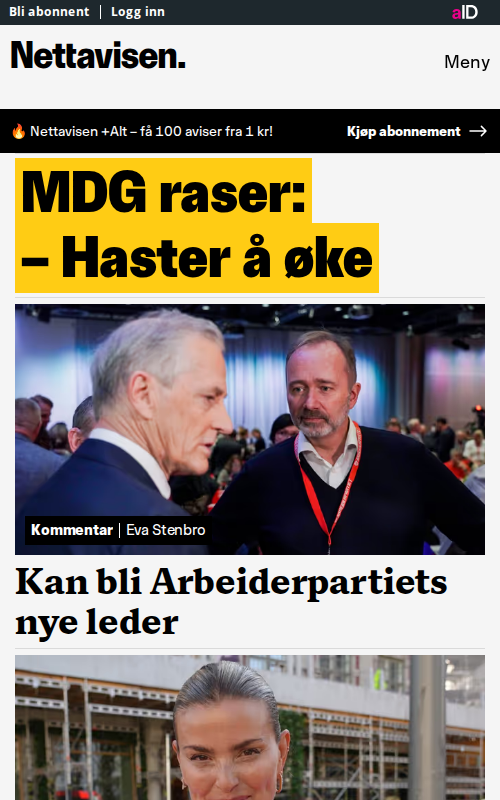 Bli abonnent | Logg inn
aID
Nettavisen.
Meny
🔥 Nettavisen +Alt – få 100 aviser fra 1 kr!
Kjøp abonnement →
MDG raser:
– Haster å øke
Kommentar | Eva Stenbro
Kan bli Arbeiderpartiets
nye leder